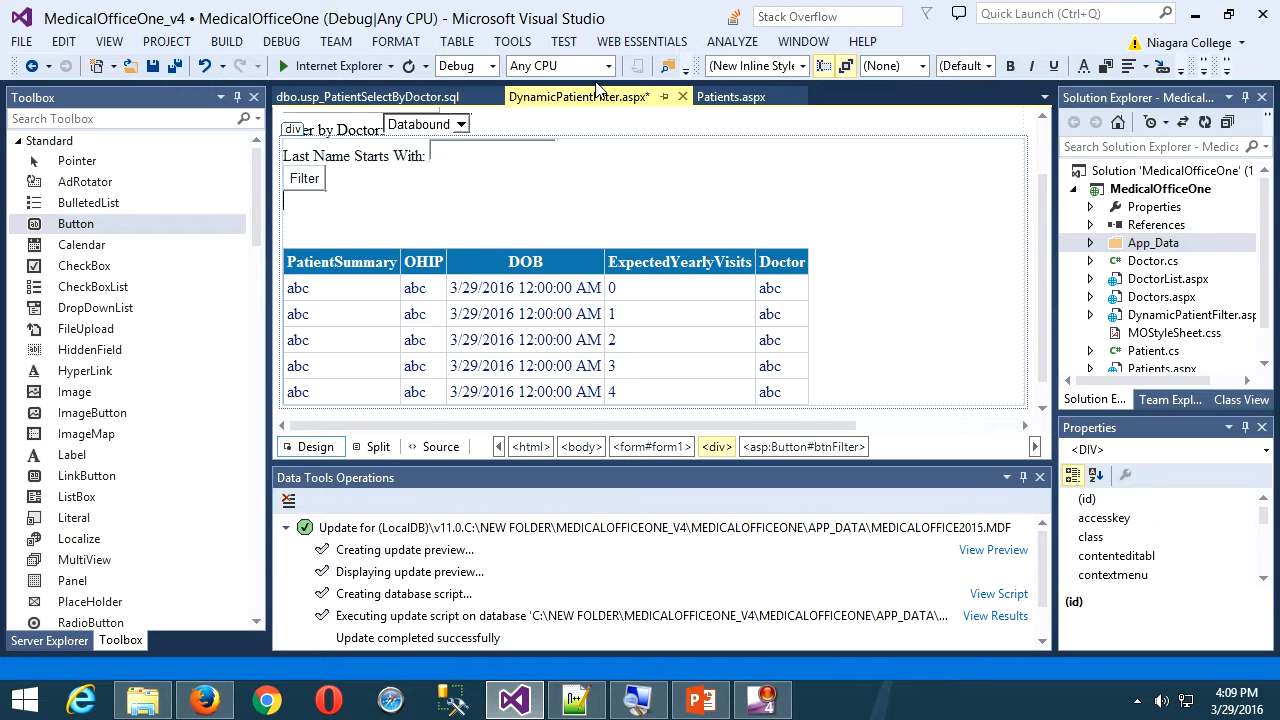 MedicalOfficeOne_v4 • MedicalOfficeOne (Debug|Any CPU) - Microsoft Visual Studio
Stack Overflow
Quick Launch (Ctrl+Q)
FILE EDIT VIEW PROJECT BUILD DEBUG TEAM FORMAT TABLE TOOLS TEST WEB ESSENTIALS ANALYZE WINDOW HELP
Niagara College
Internet Explorer
Debug
Any CPU
(New Inline Style
(None)
(Default
B I U A
Toolbox
Search Toolbox
Standard
Pointer
AdRotator
BulletedList
Button
Calendar
CheckBox
CheckBoxList
DropDownList
FileUpload
HiddenField
HyperLink
Image
ImageButton
ImageMap
Label
LinkButton
ListBox
Literal
Localize
MultiView
Panel
PlaceHolder
RadioButton
Server Explorer
Toolbox
dbo.usp_PatientSelectByDoctor.sql
Patients.aspx
div
er by Doctor:
Databound
Last Name Starts With:
Filter
PatientSummary OHIP DOB ExpectedYearlyVisits Doctor
abc abc 3/29/2016 12:00:00 AM 0 abc
abc abc 3/29/2016 12:00:00 AM 1 abc
abc abc 3/29/2016 12:00:00 AM 2 abc
abc abc 3/29/2016 12:00:00 AM 3 abc
abc abc 3/29/2016 12:00:00 AM 4 abc
Design
Split
Source
<html>
<body>
<form#form1>
<div>
<asp:Button#btnFilter>
Data Tools Operations
Update for (LocalDB)\v11.0.C:\NEW FOLDER\MEDICALOFFICEONE_V4\MEDICALOFFICEONE\APP_DATA\MEDICALOFFICE2015.MDF
Creating update preview...
View Preview
Displaying update preview...
Creating database script...
View Script
Executing update script on database 'C:\NEW FOLDER\MEDICALOFFICEONE_V4\MEDICALOFFICEONE\APP_DATA\...
View Results
Update completed successfully
Solution Explorer - Medical...
Search Solution Explorer - Medica
Solution 'MedicalOfficeOne' (1
MedicalOfficeOne
Properties
References
App_Data
Doctor.cs
DoctorList.aspx
Doctors.aspx
DynamicPatientFilter.asp
MOStyleSheet.css
Patient.cs
Patients.aspx
Solution E...
Team Expl...
Class View
Properties
<DIV>
(id)
accesskey
class
contenteditabl
contextmenu
(id)
4:09 PM
3/29/2016